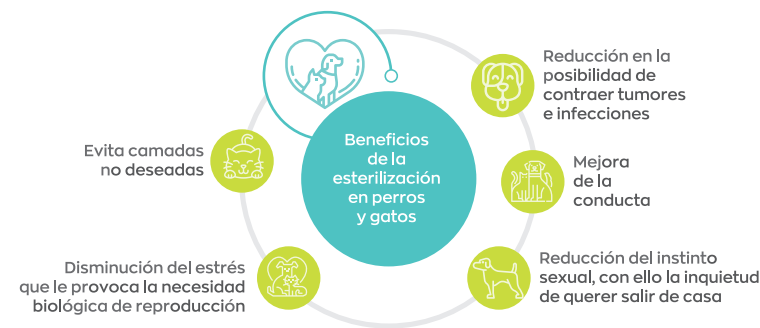 Beneficios
de la
esterilización
en perros
y gatos
Reducción en la
posibilidad de
contraer tumores
e infecciones
Mejora
de la
conducta
Reducción del instinto
sexual, con ello la inquietud
de querer salir de casa
Disminución del estrés
que le provoca la necesidad
biológica de reproducción
Evita camadas
no deseadas